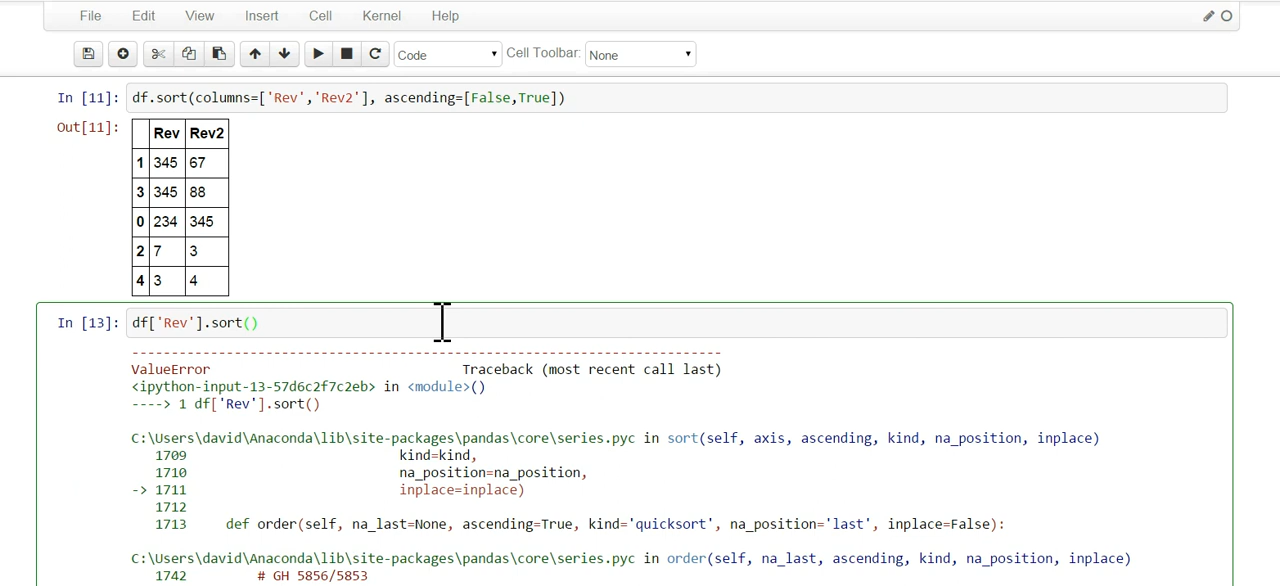 File Edit View Insert Cell Kernel Help
Code Cell Toolbar: None
In [11]: df.sort(columns=['Rev','Rev2'], ascending=[False,True])
Out[11]:
Rev Rev2
1 345 67
3 345 88
0 234 345
2 7 3
4 3 4
In [13]: df['Rev'].sort()
---------------------------------------------------------------------------
ValueError Traceback (most recent call last)
<ipython-input-13-57d6c2f7c2eb> in <module>()
----> 1 df['Rev'].sort()
C:\Users\david\Anaconda\lib\site-packages\pandas\core\series.pyc in sort(self, axis, ascending, kind, na_position, inplace)
1709 kind=kind,
1710 na_position=na_position,
-> 1711 inplace=inplace)
1712
1713 def order(self, na_last=None, ascending=True, kind='quicksort', na_position='last', inplace=False):
C:\Users\david\Anaconda\lib\site-packages\pandas\core\series.pyc in order(self, na_last, ascending, kind, na_position, inplace)
1742 # GH 5856/5853